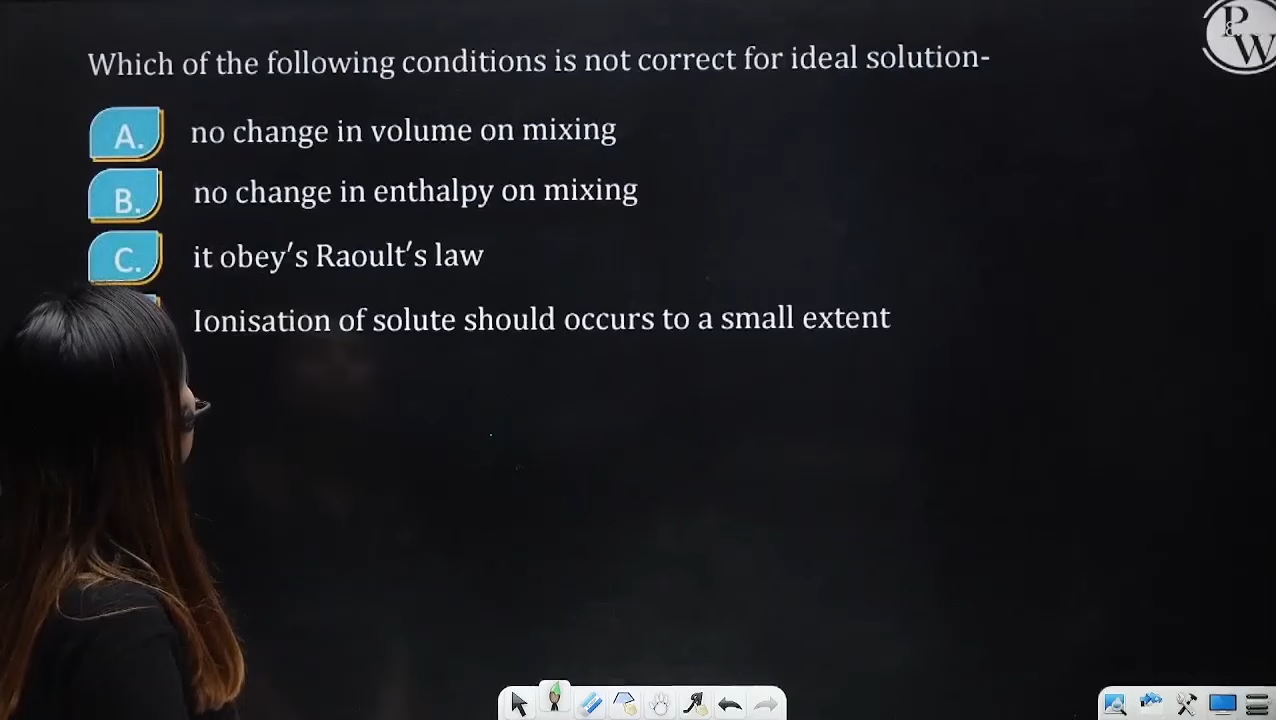 Which of the following conditions is not correct for ideal solution-
A. no change in volume on mixing
B. no change in enthalpy on mixing
C. it obey's Raoult's law
Ionisation of solute should occurs to a small extent
P&W